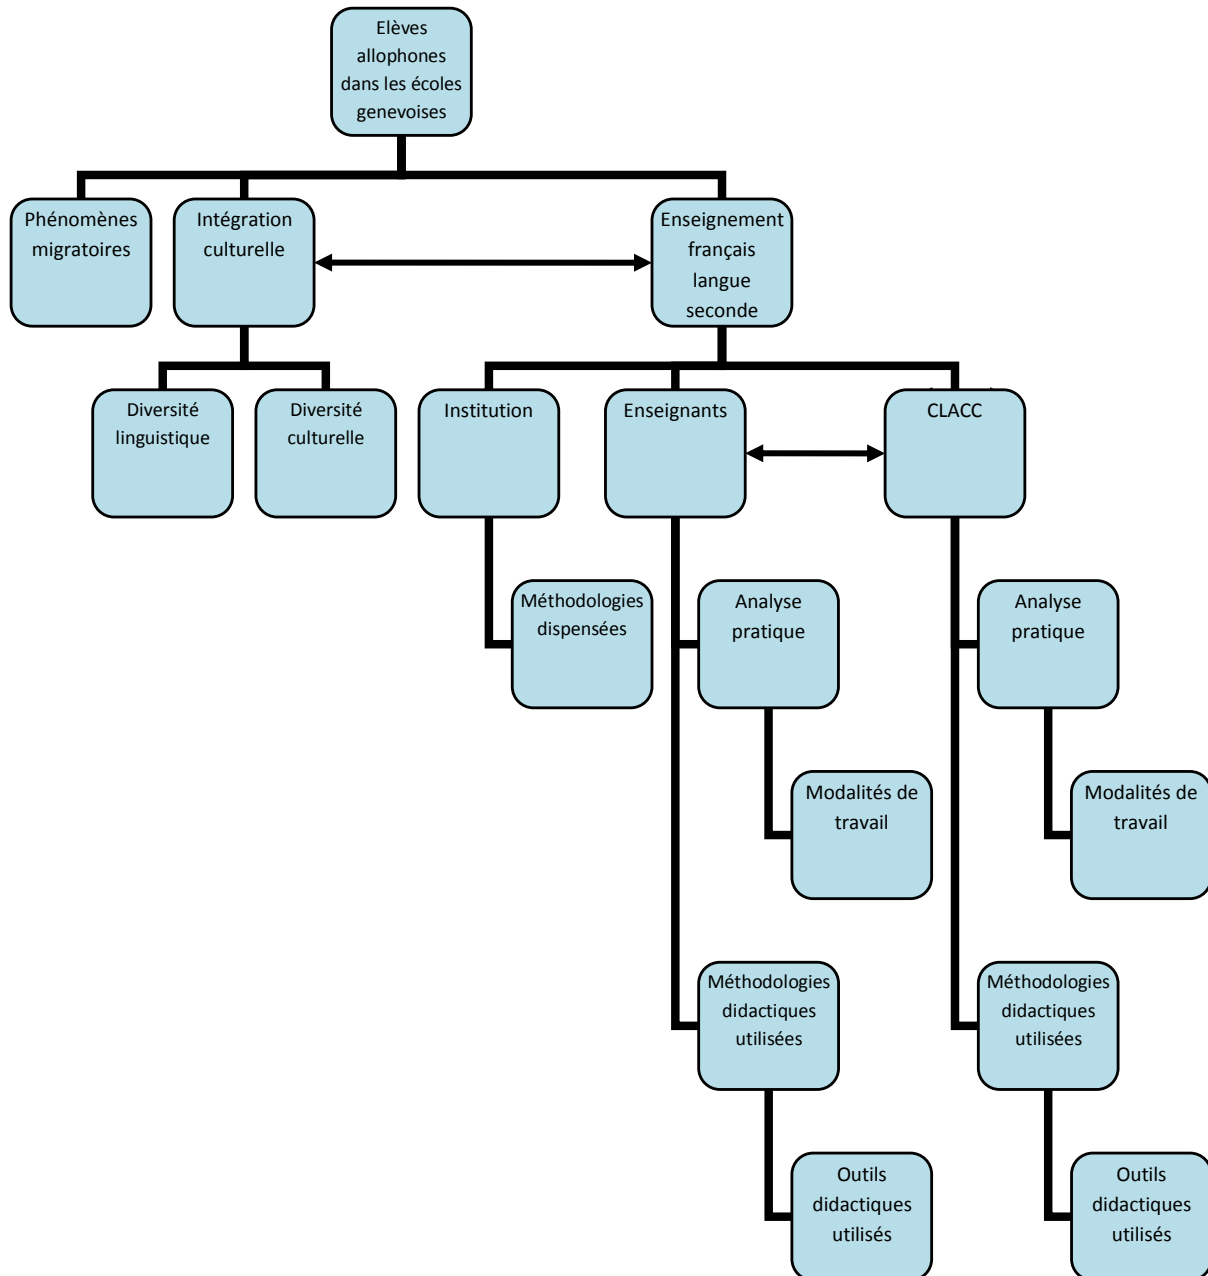 Elèves
allophones
dans les écoles
genevoises
Phénomènes
migratoires
Intégration
culturelle
Enseignement
français
langue
seconde
Diversité
linguistique
Diversité
culturelle
Institution
Enseignants
CLACC
Méthodologies
dispensées
Analyse
pratique
Analyse
pratique
Modalités de
travail
Modalités de
travail
Méthodologies
didactiques
utilisées
Méthodologies
didactiques
utilisées
Outils
didactiques
utilisés
Outils
didactiques
utilisés